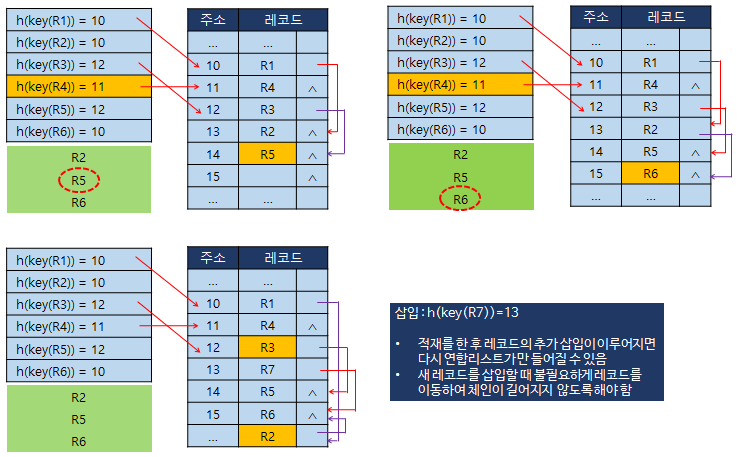 h(key(R1)) = 10
h(key(R2)) = 10
h(key(R3)) = 12
h(key(R4)) = 11
h(key(R5)) = 12
h(key(R6)) = 10
R2
R5
R6
주소 레코드
... ...
10 R1
11 R4 ^
12 R3
13 R2
14 R5 ^
15 ^
... ...
h(key(R1)) = 10
h(key(R2)) = 10
h(key(R3)) = 12
h(key(R4)) = 11
h(key(R5)) = 12
h(key(R6)) = 10
R2
R5
R6
주소 레코드
... ...
10 R1
11 R4 ^
12 R3
13 R2
14 R5 ^
15 R6 ^
... ...
h(key(R1)) = 10
h(key(R2)) = 10
h(key(R3)) = 12
h(key(R4)) = 11
h(key(R5)) = 12
h(key(R6)) = 10
R2
R5
R6
주소 레코드
... ...
10 R1
11 R4 ^
12 R3
13 R7
14 R5 ^
15 R6 ^
... R2
삽입:h(key(R7))=13
• 적재를 한 후 레코드의 추가 삽입이 이루어지면
다시 연합리스트가만 들어질 수 있음
• 새 레코드를 삽입할 때 불필요하게레코드를
이동하여 체인이 길어지지 않도록해야 함